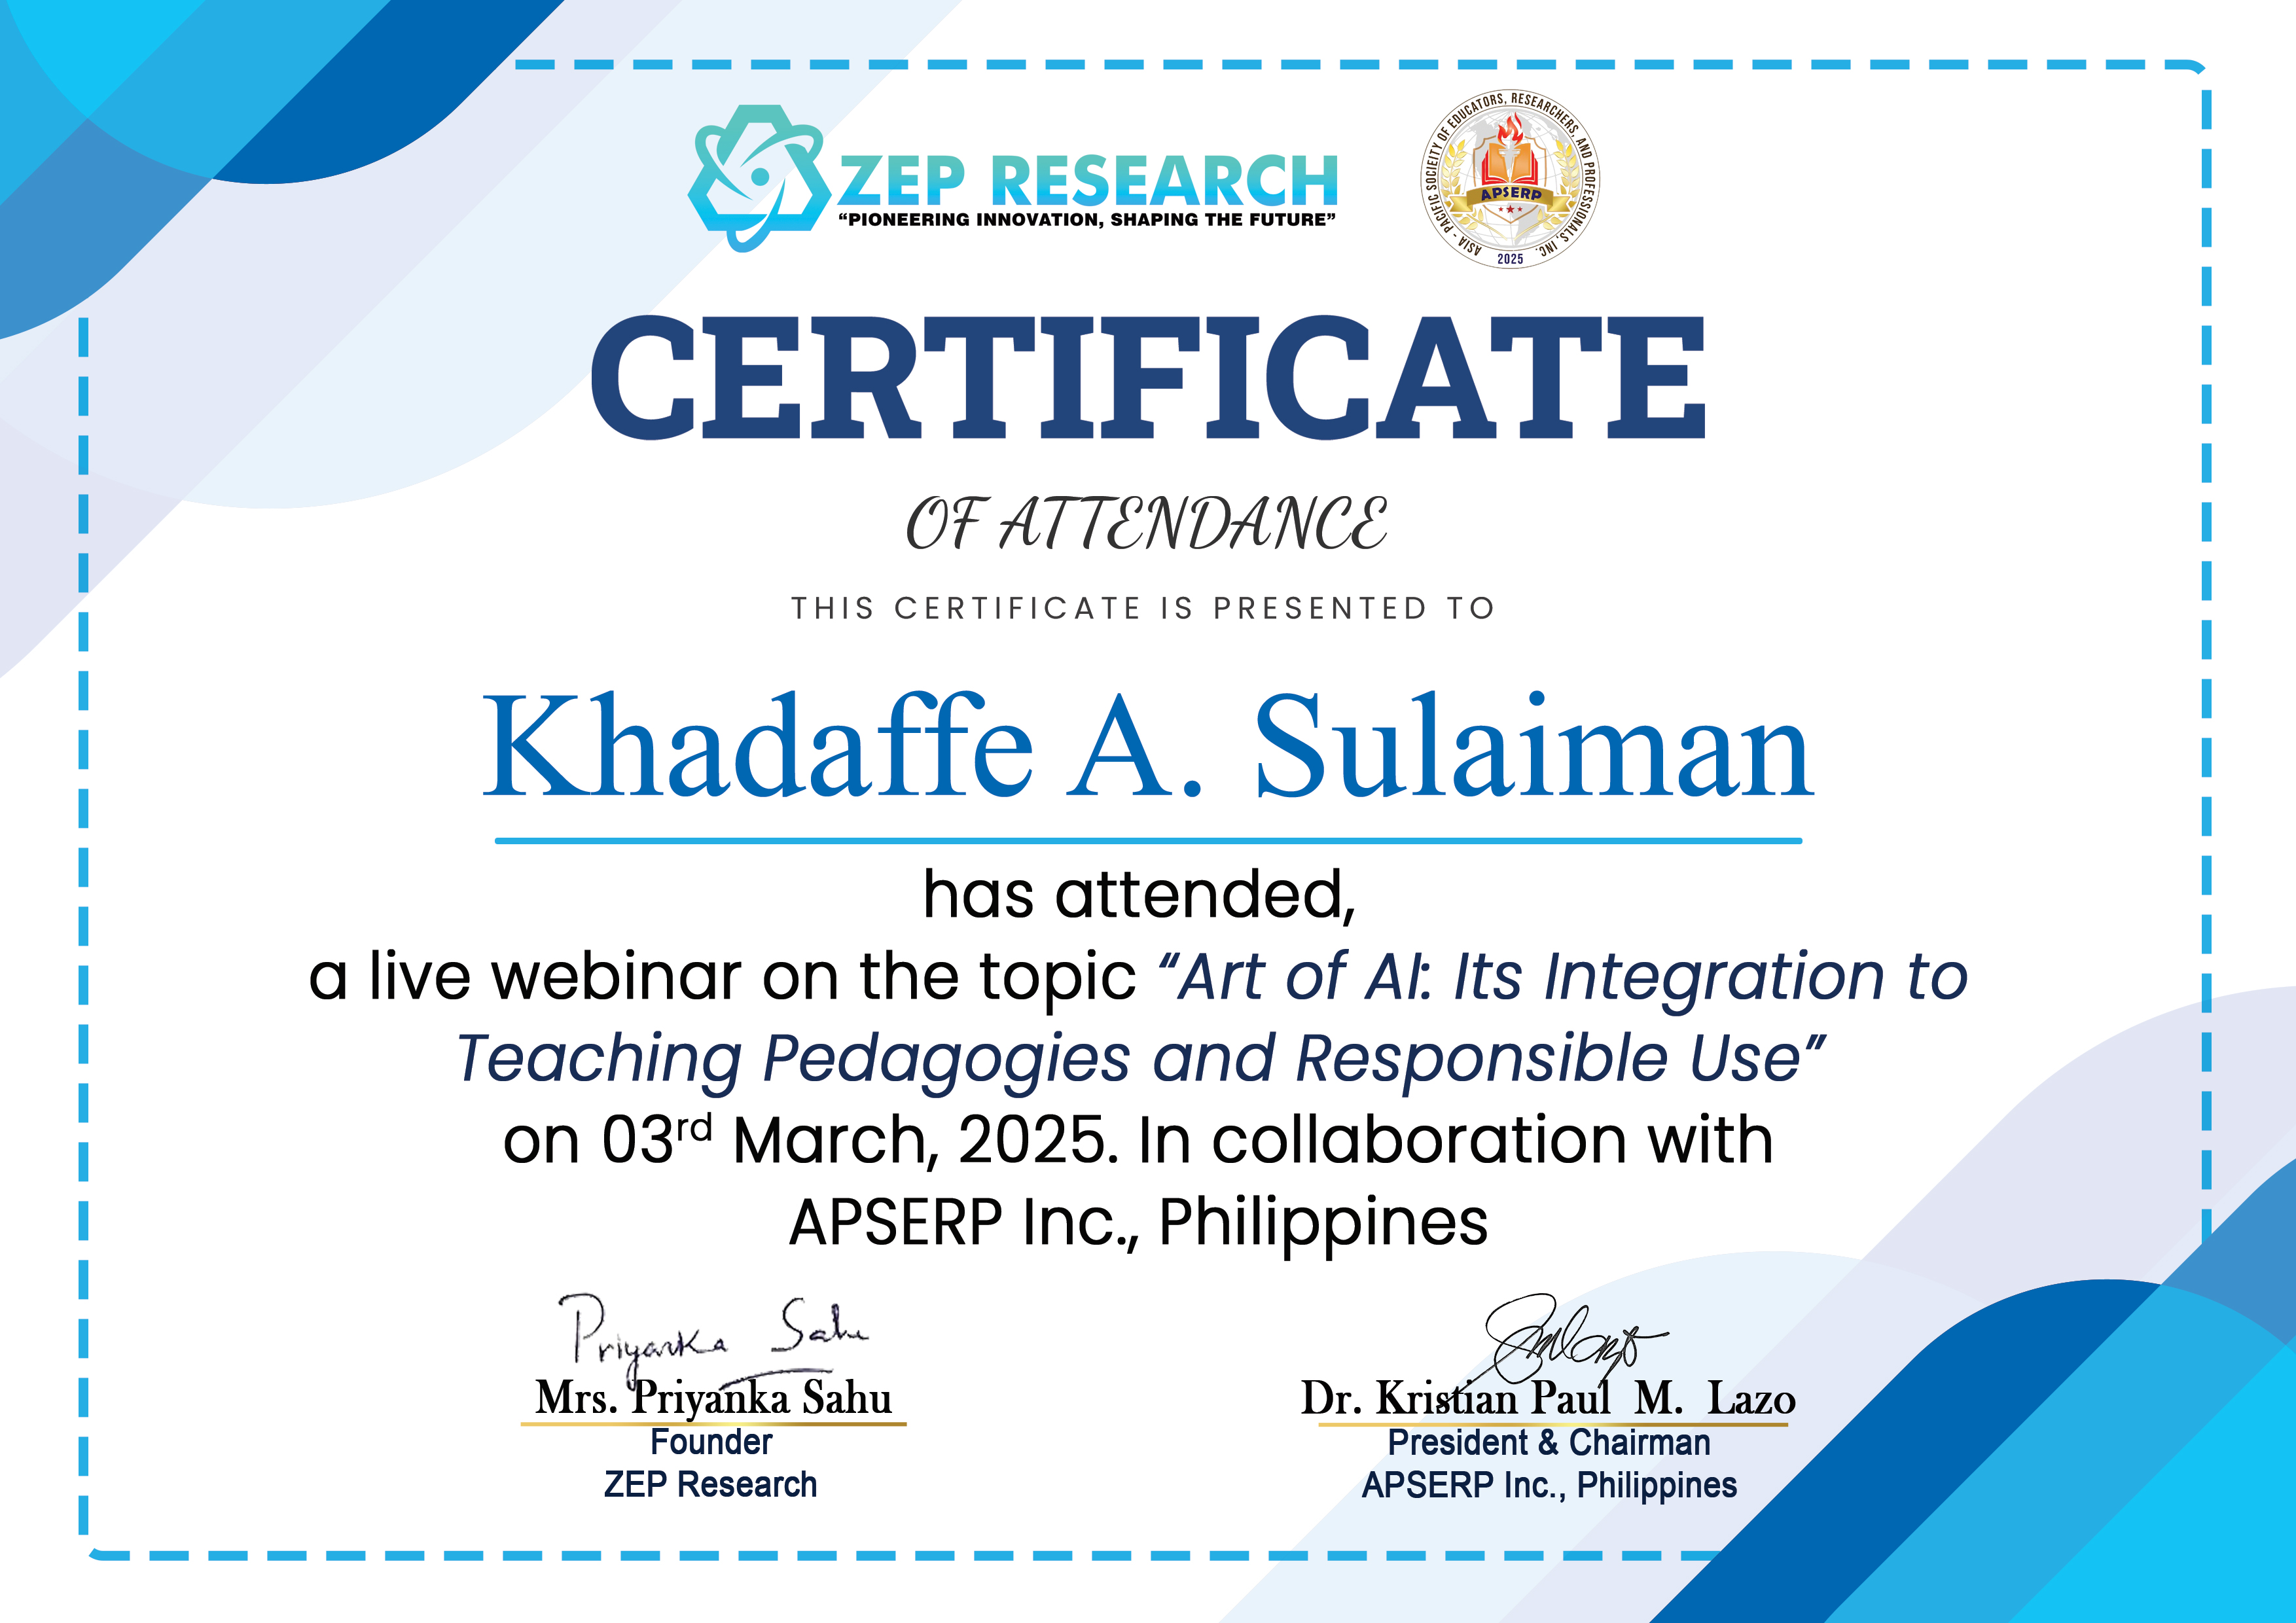 ZEP RESEARCH
“PIONEERING INNOVATION, SHAPING THE FUTURE”
ASIA - PACIFIC SOCIEITY OF EDUCATORS, RESEARCHERS, AND PROFESSIONALS, INC.
APSERP
2025
CERTIFICATE
OF ATTENDANCE
THIS CERTIFICATE IS PRESENTED TO
Khadaffe A. Sulaiman
has attended,
a live webinar on the topic “Art of AI: Its Integration to
Teaching Pedagogies and Responsible Use”
on 03rd March, 2025. In collaboration with
APSERP Inc., Philippines
Priyanka Sahu
Mrs. Priyanka Sahu
Founder
ZEP Research
Dr. Kristian Paul M. Lazo
President & Chairman
APSERP Inc., Philippines